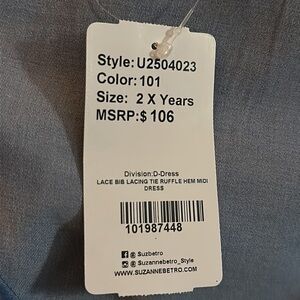 Style: U2504023
Color: 101
Size: 2 X Years
MSRP:$ 106
Division:D-Dress
LACE BIB LACING TIE RUFFLE HEM MIDI
DRESS
101987448
@ Suzbetro
@ Suzannebetro_Style
WWW.SUZANNEBETRO.COM